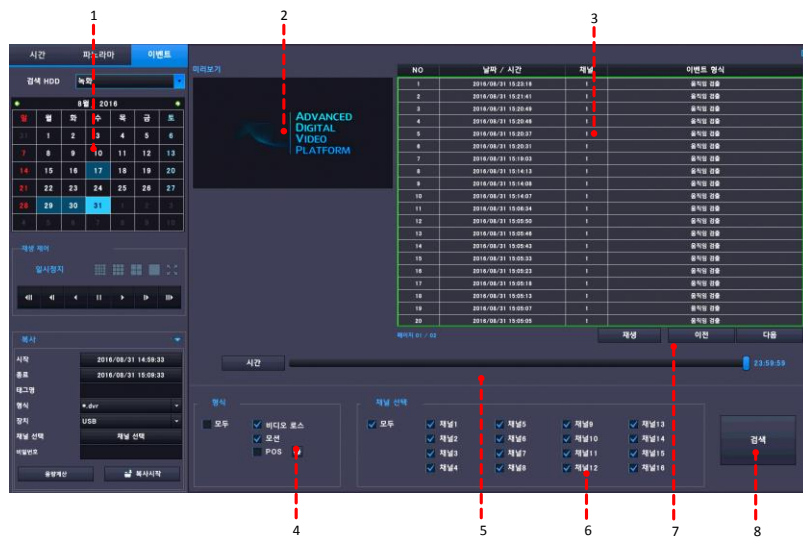 1 2 3
시간 파노라마 이벤트
검색 HDD 녹화
8월 2016
일 월 화 수 목 금 토
31 1 2 3 4 5 6
7 8 9 10 11 12 13
14 15 16 17 18 19 20
21 22 23 24 25 26 27
28 29 30 31 1 2 3
4 5 6 7 8 9 10
재생 제어
일시정지
복사
시작 2016/08/31 14:59:33
종료 2016/08/31 15:09:33
태그명
형식 *.dvr
장치 USB
채널 선택 채널 선택
비밀번호
용량계산 복사시작
미리보기
ADVANCED
DIGITAL
VIDEO
PLATFORM
NO 날짜 / 시간 채널 이벤트 형식
1 2016/08/31 15:23:18 1 움직임 검출
2 2016/08/31 15:21:41 1 움직임 검출
3 2016/08/31 15:20:49 1 움직임 검출
4 2016/08/31 15:20:46 1 움직임 검출
5 2016/08/31 15:20:37 1 움직임 검출
6 2016/08/31 15:20:31 1 움직임 검출
7 2016/08/31 15:19:03 1 움직임 검출
8 2016/08/31 15:14:13 1 움직임 검출
9 2016/08/31 15:14:08 1 움직임 검출
10 2016/08/31 15:14:07 1 움직임 검출
11 2016/08/31 15:06:34 1 움직임 검출
12 2016/08/31 15:05:50 1 움직임 검출
13 2016/08/31 15:05:46 1 움직임 검출
14 2016/08/31 15:05:43 1 움직임 검출
15 2016/08/31 15:05:33 1 움직임 검출
16 2016/08/31 15:05:23 1 움직임 검출
17 2016/08/31 15:05:18 1 움직임 검출
18 2016/08/31 15:05:13 1 움직임 검출
19 2016/08/31 15:05:07 1 움직임 검출
20 2016/08/31 15:05:05 1 움직임 검출
페이지 01 / 02 재생 이전 다음
시간 23:59:59
형식
모두 비디오 로스
모션
POS
채널 선택
모두 채널1 채널5 채널9 채널13
채널2 채널6 채널10 채널14
채널3 채널7 채널11 채널15
채널4 채널8 채널12 채널16
검색
4 5 6 7 8